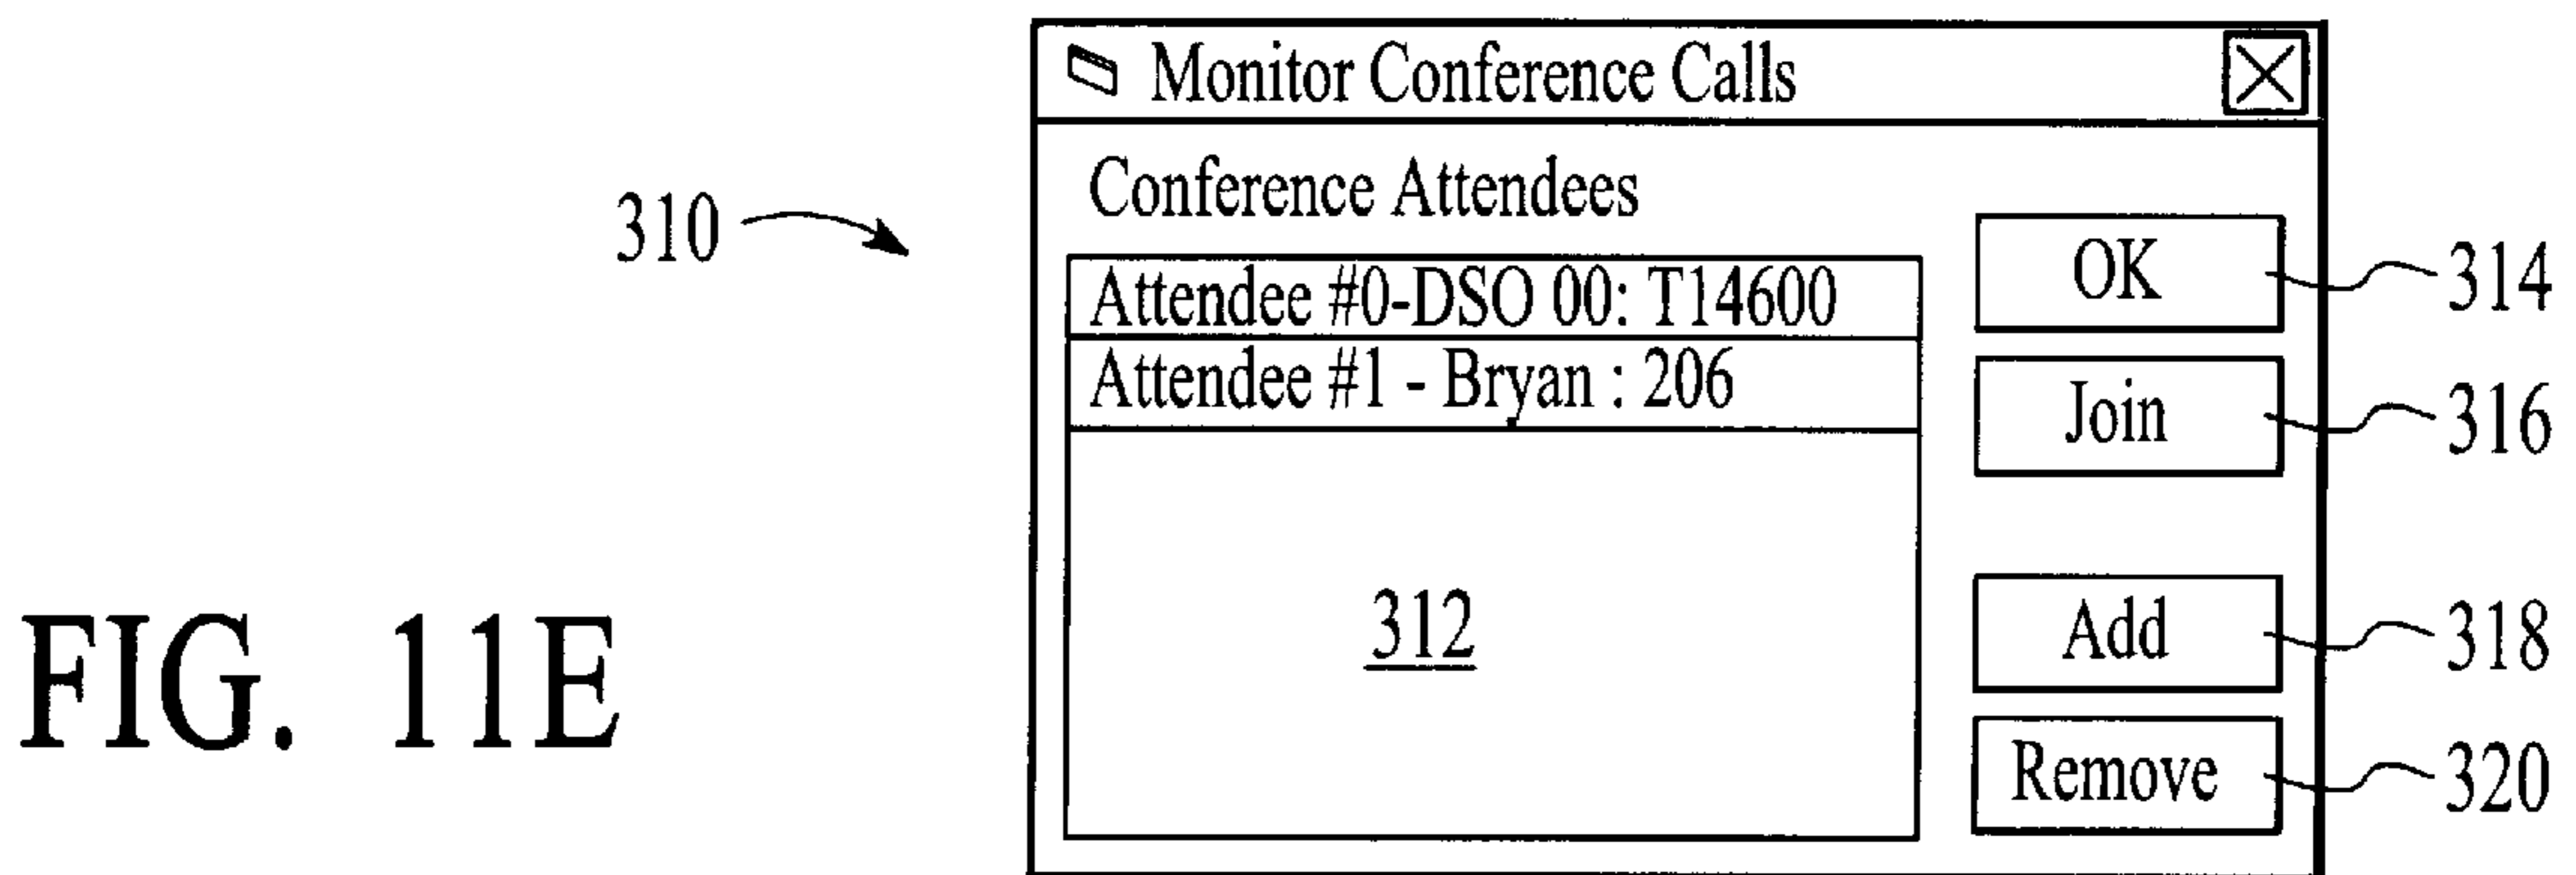 Monitor Conference Calls
Conference Attendees
310
Attendee #0-DSO 00: T14600
Attendee #1 - Bryan : 206
312
OK
314
Join
316
Add
318
Remove
320
FIG. 11E